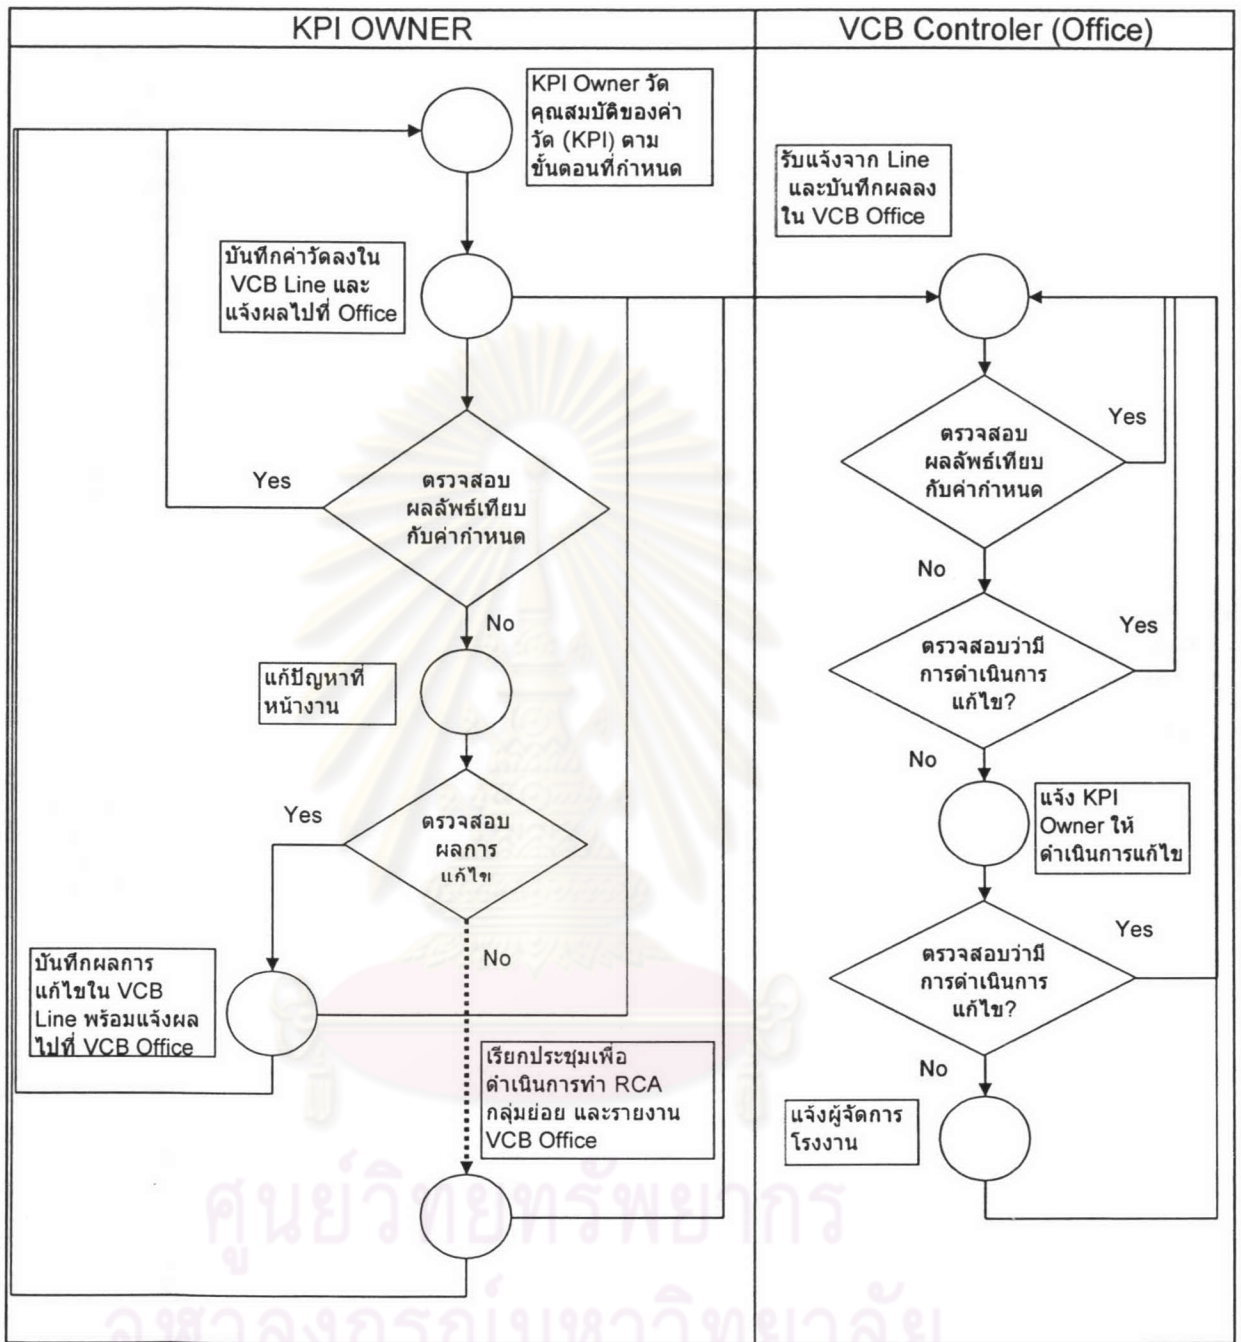 KPI OWNER
VCB Controler (Office)
KPI Owner วัด
คุณสมบัติของค่า
วัด (KPI) ตาม
ขั้นตอนที่กำหนด
บันทึกค่าวัดลงใน
VCB Line และ
แจ้งผลไปที่ Office
Yes
ตรวจสอบ
ผลลัพธ์เทียบ
กับค่ากำหนด
No
แก้ปัญหาที่
หน้างาน
Yes
ตรวจสอบ
ผลการ
แก้ไข
No
บันทึกผลการ
แก้ไขใน VCB
Line พร้อมแจ้งผล
ไปที่ VCB Office
เรียกประชุมเพื่อ
ดำเนินการทำ RCA
กลุ่มย่อย และรายงาน
VCB Office
รับแจ้งจาก Line
และบันทึกผลลง
ใน VCB Office
Yes
ตรวจสอบ
ผลลัพธ์เทียบ
กับค่ากำหนด
No
Yes
ตรวจสอบว่ามี
การดำเนินการ
แก้ไข?
No
แจ้ง KPI
Owner ให้
ดำเนินการแก้ไข
Yes
ตรวจสอบว่ามี
การดำเนินการ
แก้ไข?
No
แจ้งผู้จัดการ
โรงงาน
ศูนย์วิทยทรัพยากร
จุฬาลงกรณ์มหาวิทยาลัย